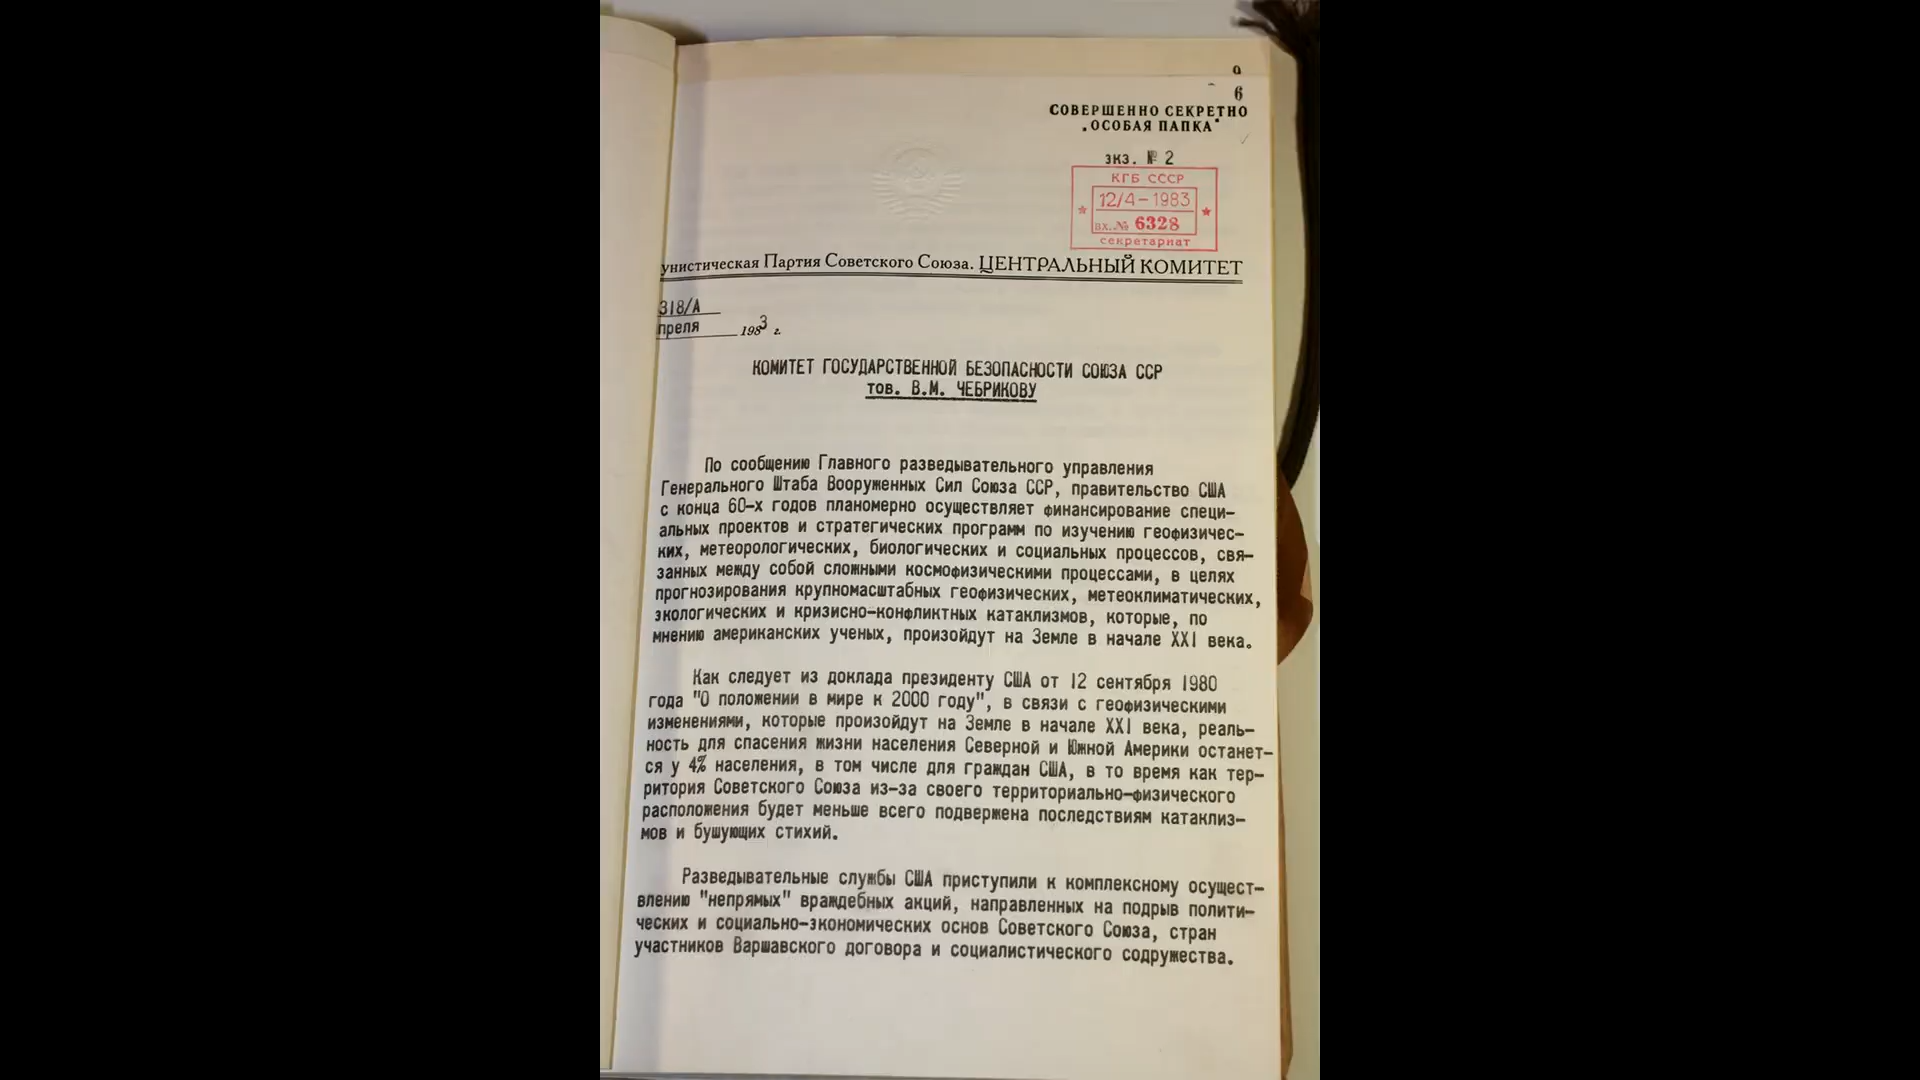 9
6
СОВЕРШЕННО СЕКРЕТНО
„ОСОБАЯ ПАПКА"
экз. № 2
КГБ СССР
12/4-1983
вх.№ 6328
секретариат
унистическая Партия Советского Союза. ЦЕНТРАЛЬНЫЙ КОМИТЕТ
318/А
преля 1983 г.
КОМИТЕТ ГОСУДАРСТВЕННОЙ БЕЗОПАСНОСТИ СОЮЗА ССР
тов. В.М. ЧЕБРИКОВУ
По сообщению Главного разведывательного управления
Генерального Штаба Вооруженных Сил Союза ССР, правительство США
с конца 60-х годов планомерно осуществляет финансирование специ-
альных проектов и стратегических программ по изучению геофизичес-
ких, метеорологических, биологических и социальных процессов, свя-
занных между собой сложными космофизическими процессами, в целях
прогнозирования крупномасштабных геофизических, метеоклиматических,
экологических и кризисно-конфликтных катаклизмов, которые, по
мнению американских ученых, произойдут на Земле в начале XXI века.
Как следует из доклада президенту США от 12 сентября 1980
года "О положении в мире к 2000 году", в связи с геофизическими
изменениями, которые произойдут на Земле в начале XXI века, реаль-
ность для спасения жизни населения Северной и Южной Америки останет-
ся у 4% населения, в том числе для граждан США, в то время как тер-
ритория Советского Союза из-за своего территориально-физического
расположения будет меньше всего подвержена последствиям катаклиз-
мов и бушующих стихий.
Разведывательные службы США приступили к комплексному осущест-
влению "непрямых" враждебных акций, направленных на подрыв полити-
ческих и социально-экономических основ Советского Союза, стран
участников Варшавского договора и социалистического содружества.